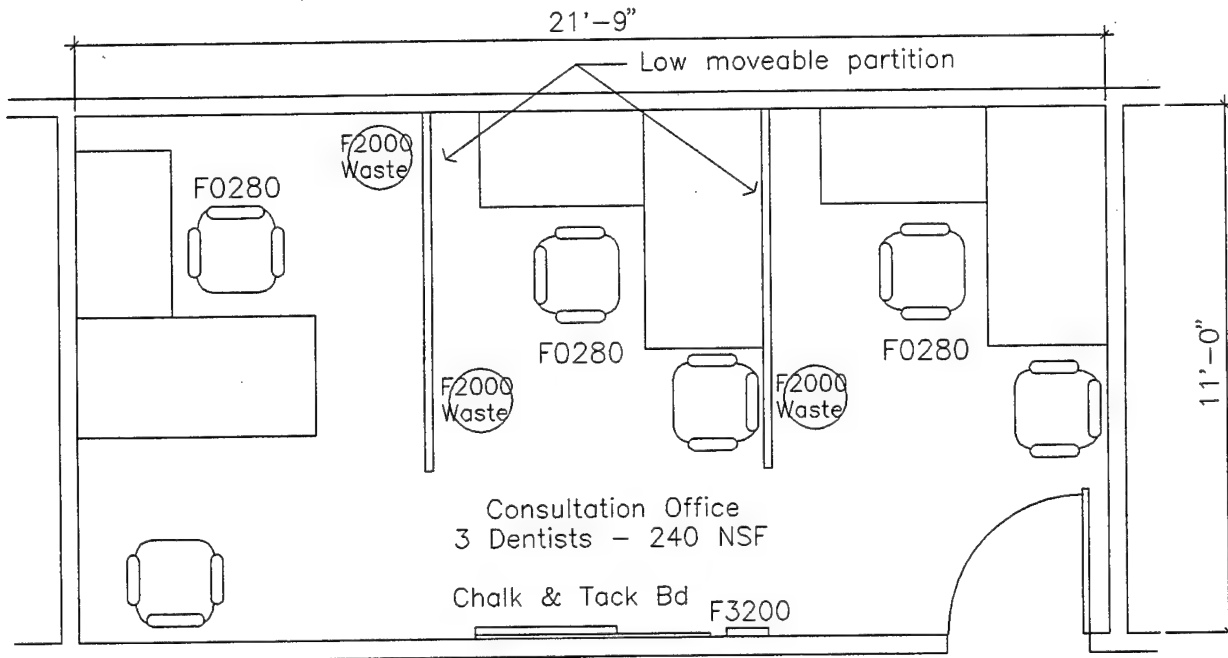 21'-9"
Low moveable partition
F2000
Waste
F0280
F0280
F0280
11'-0"
F2000
Waste
F2000
Waste
Consultation Office
3 Dentists - 240 NSF
Chalk & Tack Bd
F3200